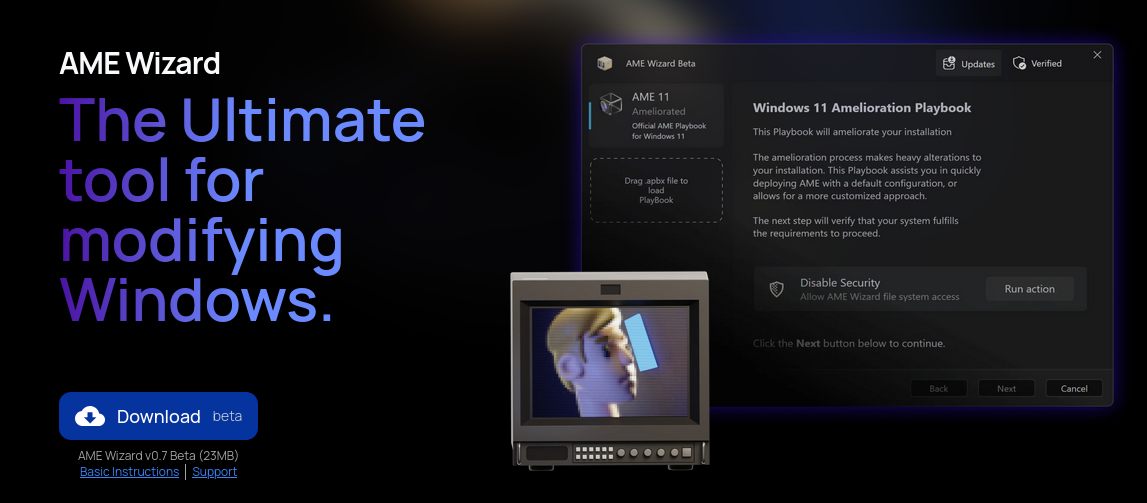 AME Wizard
The Ultimate
tool for
modifying
Windows.
Download beta
AME Wizard v0.7 Beta (23MB)
Basic Instructions | Support
AME Wizard Beta
Updates
Verified
AME 11
Ameliorated
Official AME Playbook
for Windows 11
Drag .apbx file to
load
PlayBook
Windows 11 Amelioration Playbook
This Playbook will ameliorate your installation
The amelioration process makes heavy alterations to
your installation. This Playbook assists you in quickly
deploying AME with a default configuration, or
allows for a more customized approach.
The next step will verify that your system fulfills
the requirements to proceed.
Disable Security
Allow AME Wizard file system access
Run action
Click the Next button below to continue.
Back
Next
Cancel